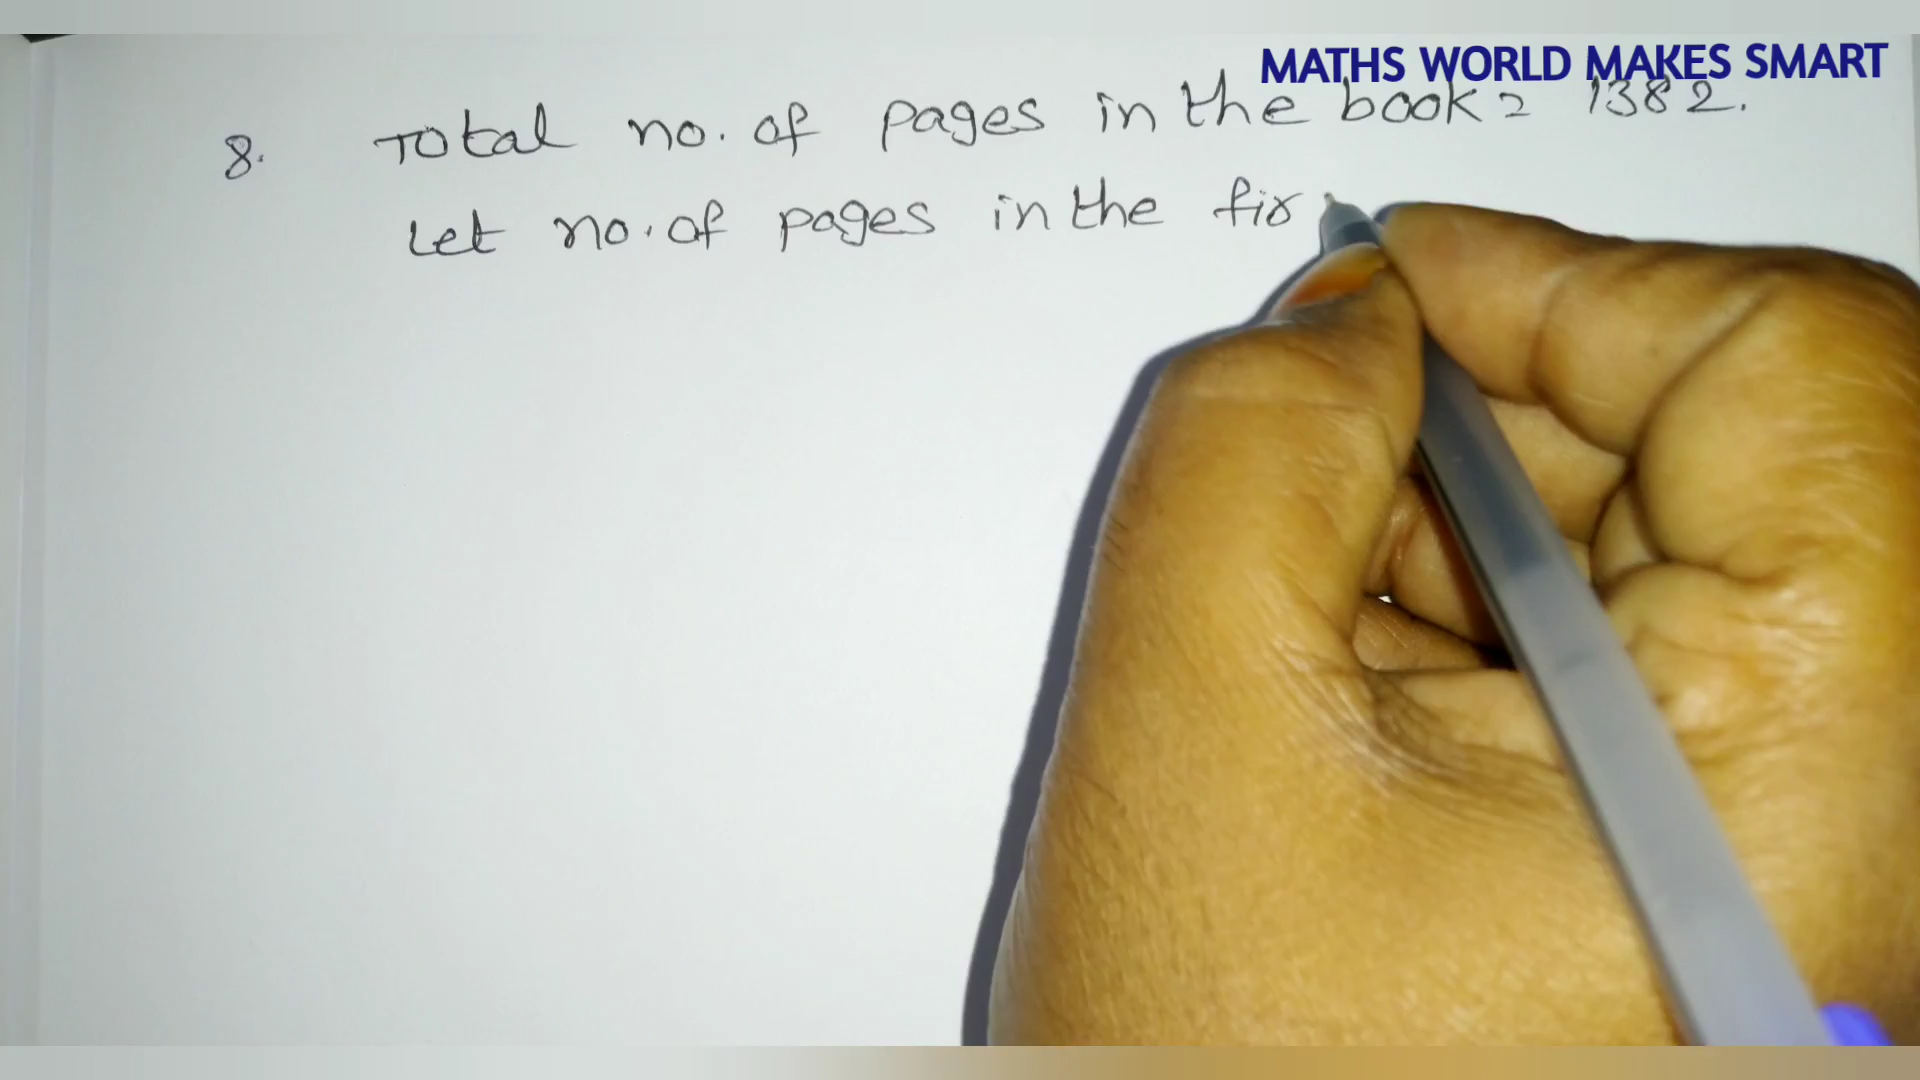 MATHS WORLD MAKES SMART
8. Total no. of pages in the book = 1382.
Let no. of pages in the fir